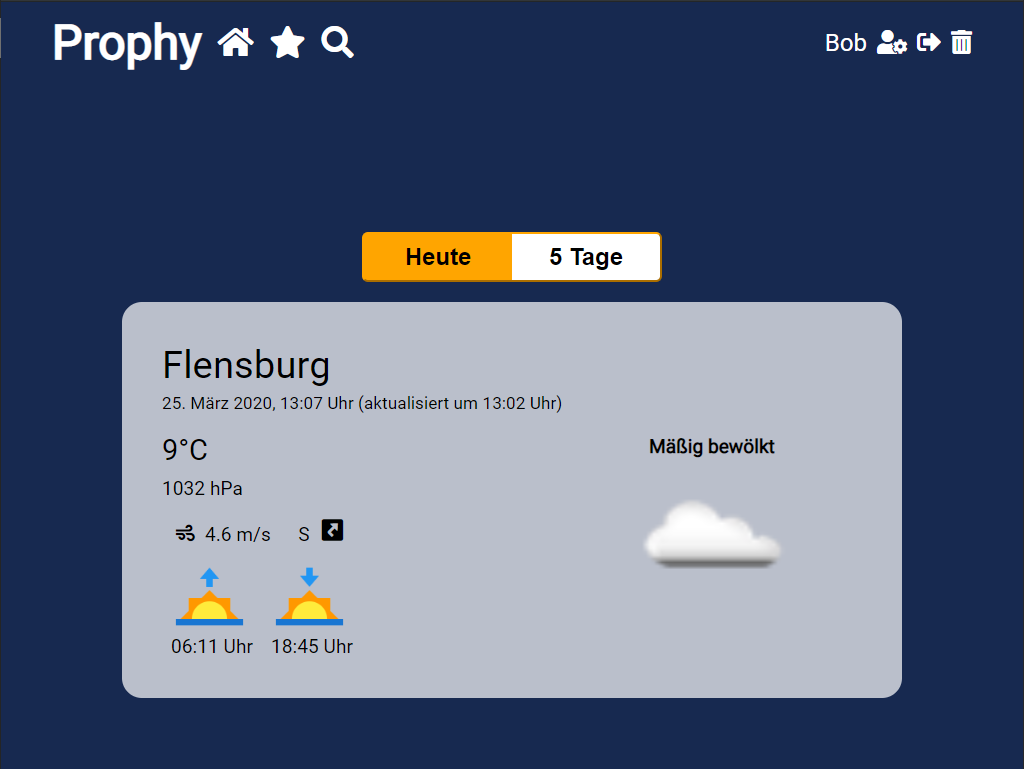 Prophy
Bob
Heute
5 Tage
Flensburg
25. März 2020, 13:07 Uhr (aktualisiert um 13:02 Uhr)
9°C
Mäßig bewölkt
1032 hPa
4.6 m/s S
06:11 Uhr 18:45 Uhr